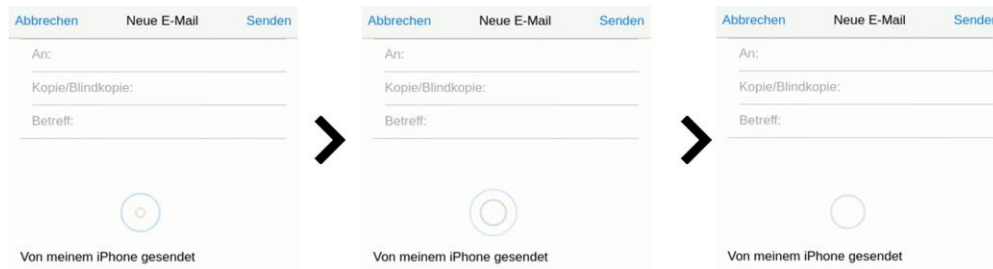 Abbrechen Neue E-Mail Senden
An:
Kopie/Blindkopie:
Betreff:
Von meinem iPhone gesendet
Abbrechen Neue E-Mail Senden
An:
Kopie/Blindkopie:
Betreff:
Von meinem iPhone gesendet
Abbrechen Neue E-Mail Senden
An:
Kopie/Blindkopie:
Betreff:
Von meinem iPhone gesendet